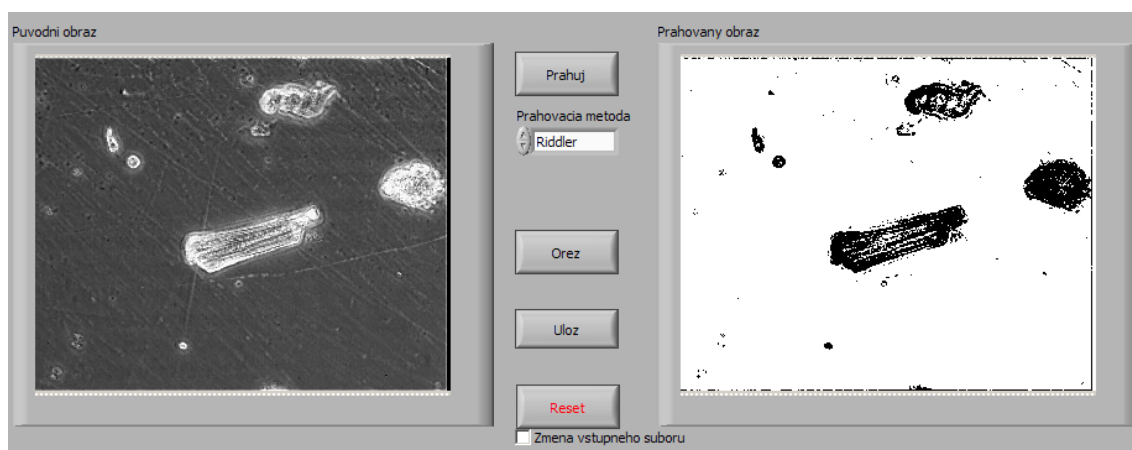 Puvodni obraz
Prahuj
Prahovacia metoda
Riddler
Orez
Uloz
Reset
Zmena vstupneho suboru
Prahovany obraz